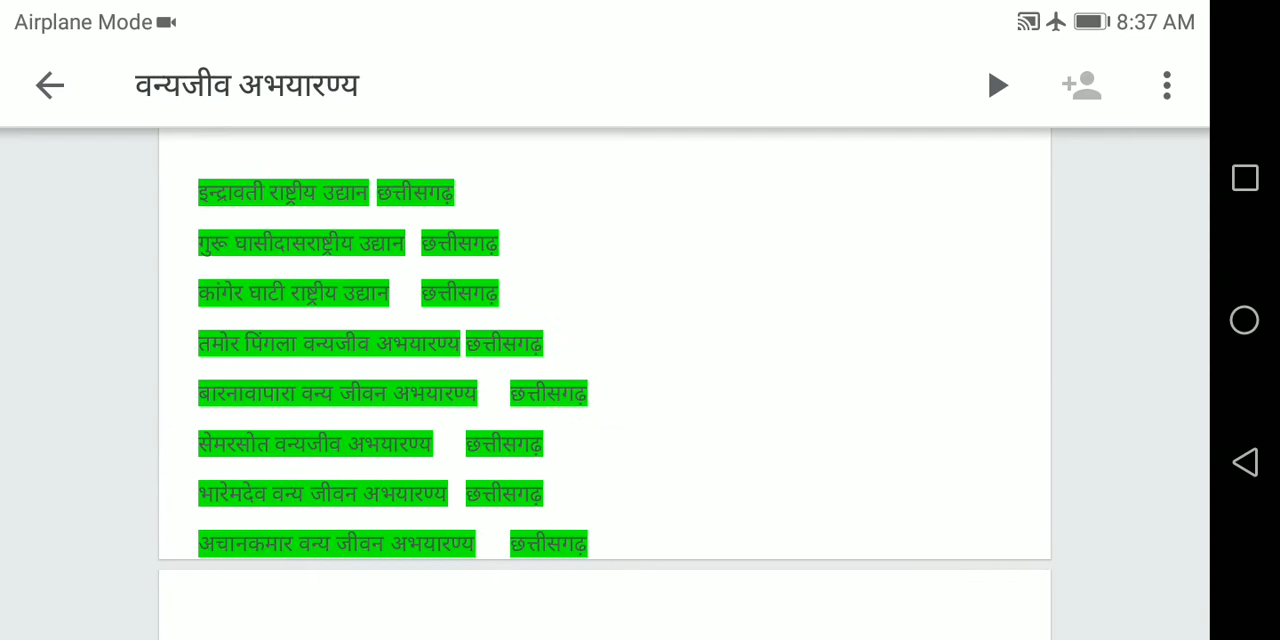 Airplane Mode 8:37 AM
वन्यजीव अभयारण्य
इन्द्रावती राष्ट्रीय उद्यान छत्तीसगढ़
गुरू घासीदासराष्ट्रीय उद्यान छत्तीसगढ़
कांगेर घाटी राष्ट्रीय उद्यान छत्तीसगढ़
तमोर पिंगला वन्यजीव अभयारण्य छत्तीसगढ़
बारनावापारा वन्य जीवन अभयारण्य छत्तीसगढ़
सेमरसोत वन्यजीव अभयारण्य छत्तीसगढ़
भारेमदेव वन्य जीवन अभयारण्य छत्तीसगढ़
अचानकमार वन्य जीवन अभयारण्य छत्तीसगढ़